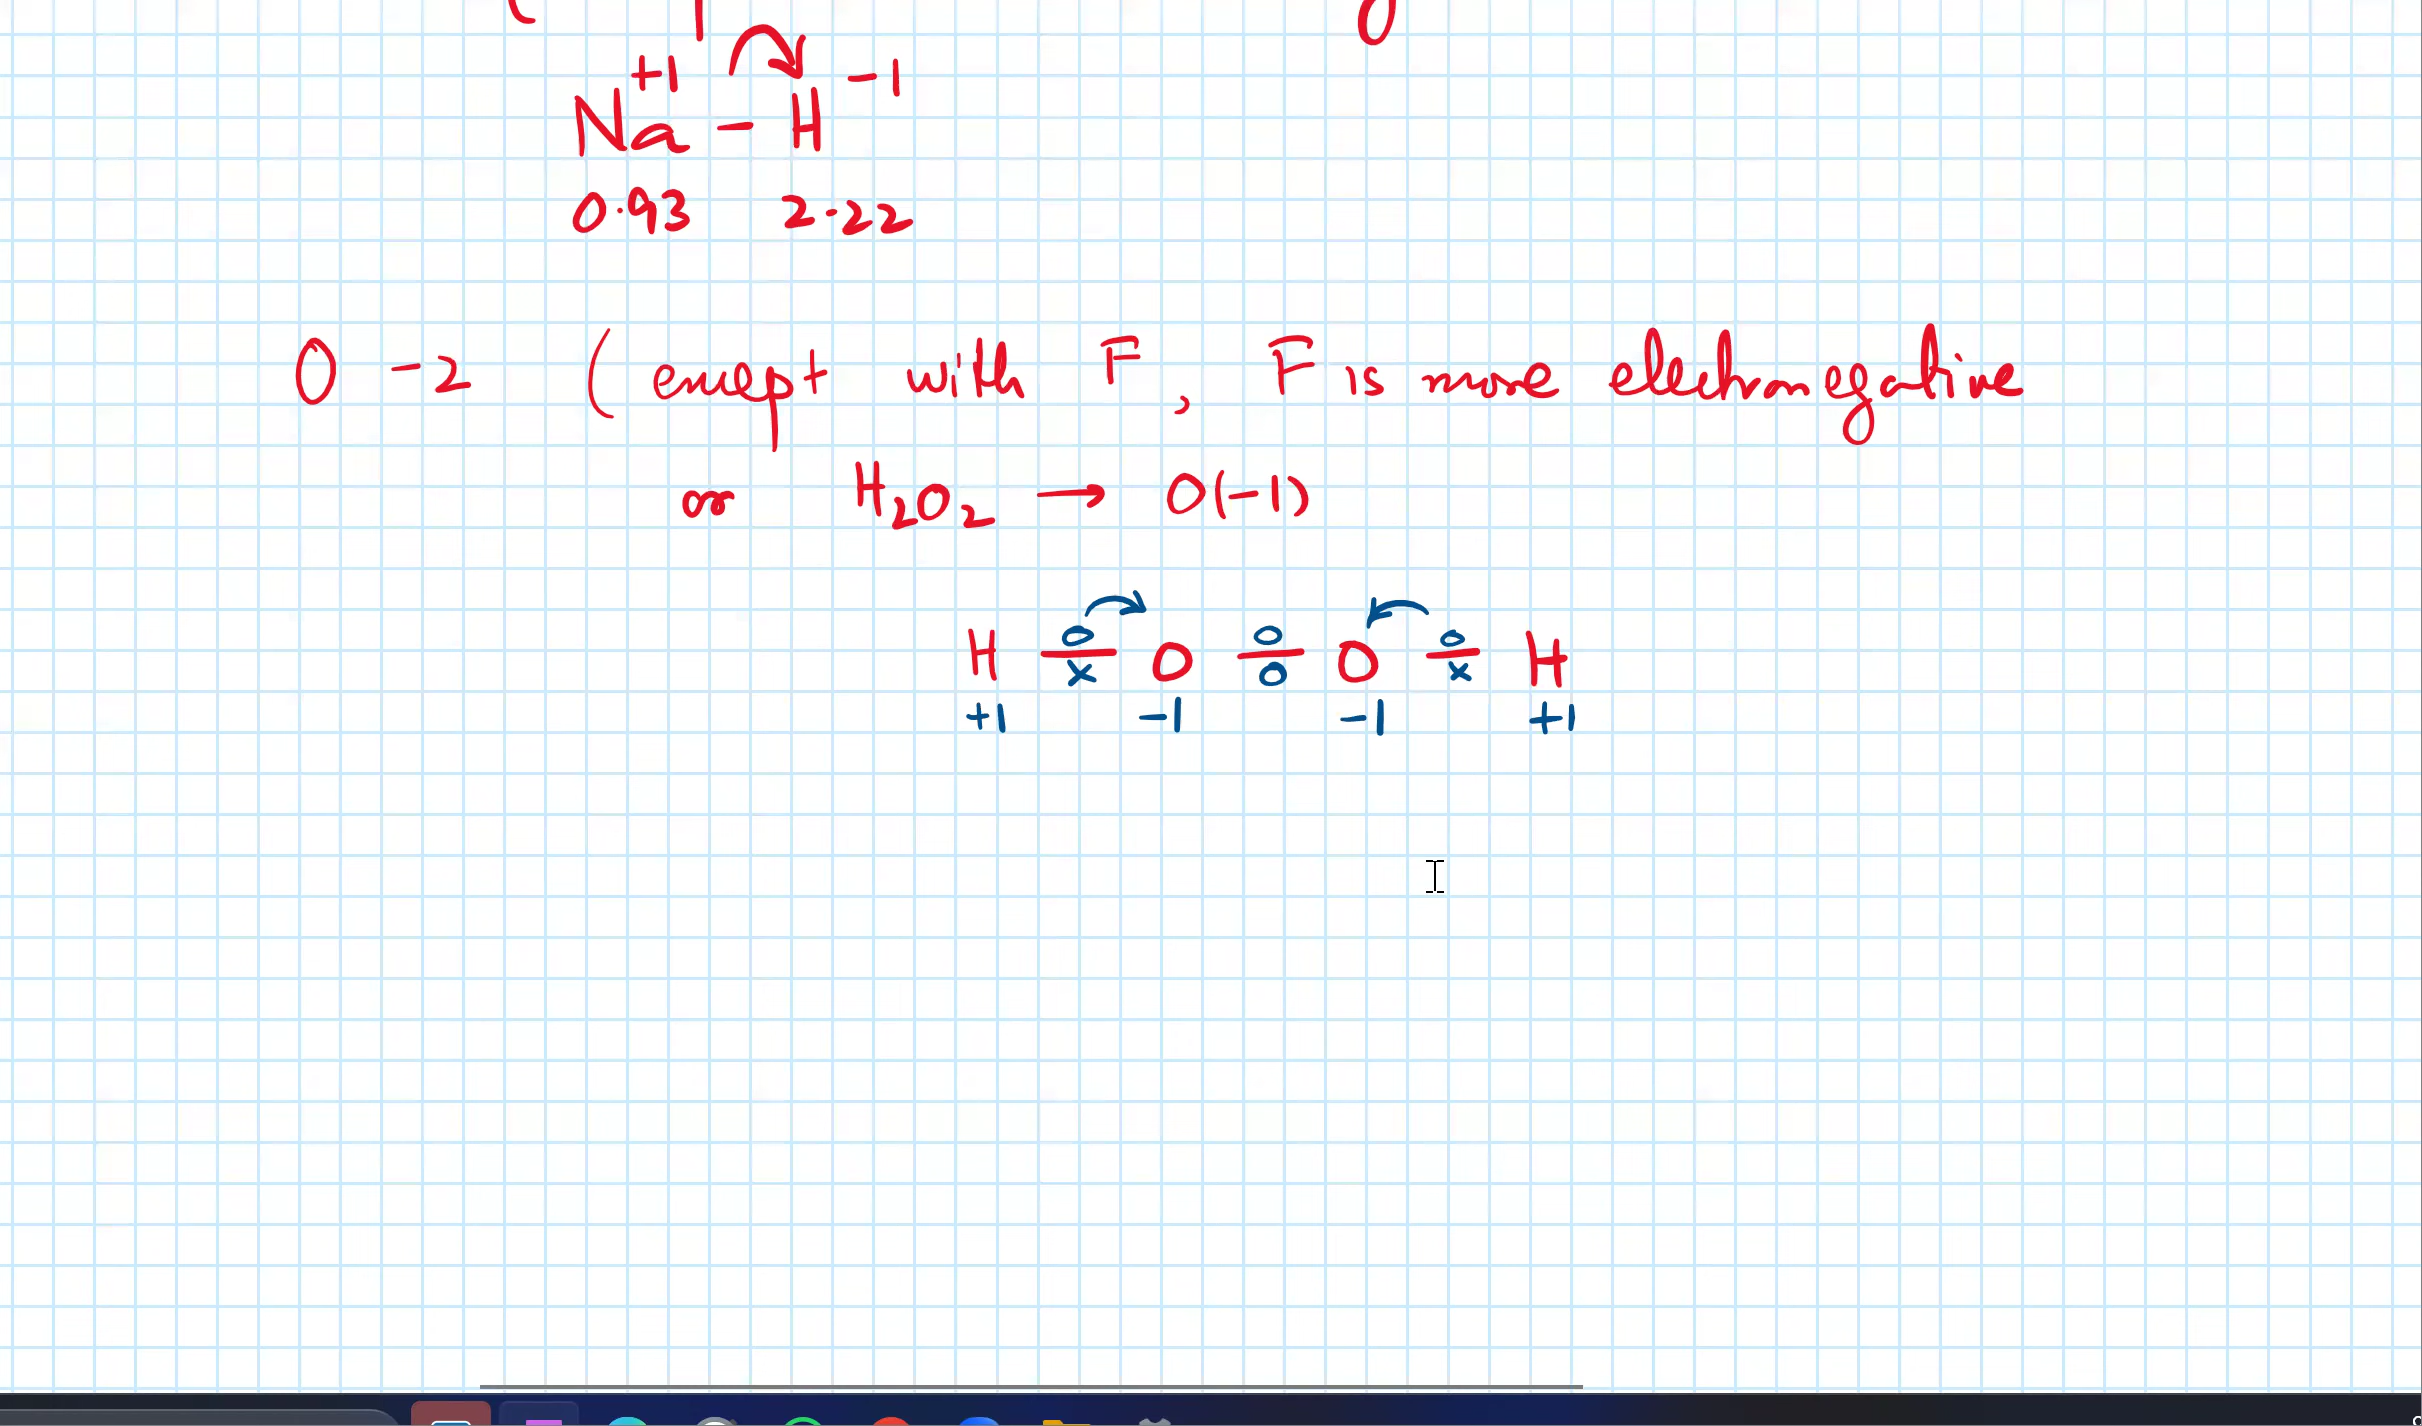 +1 -1
Na - H
0.93 2.22
O -2 (except with F, F is more electronegative
or H₂O₂ → O(-1)
H o/x O o/o O o/x H
+1 -1 -1 +1